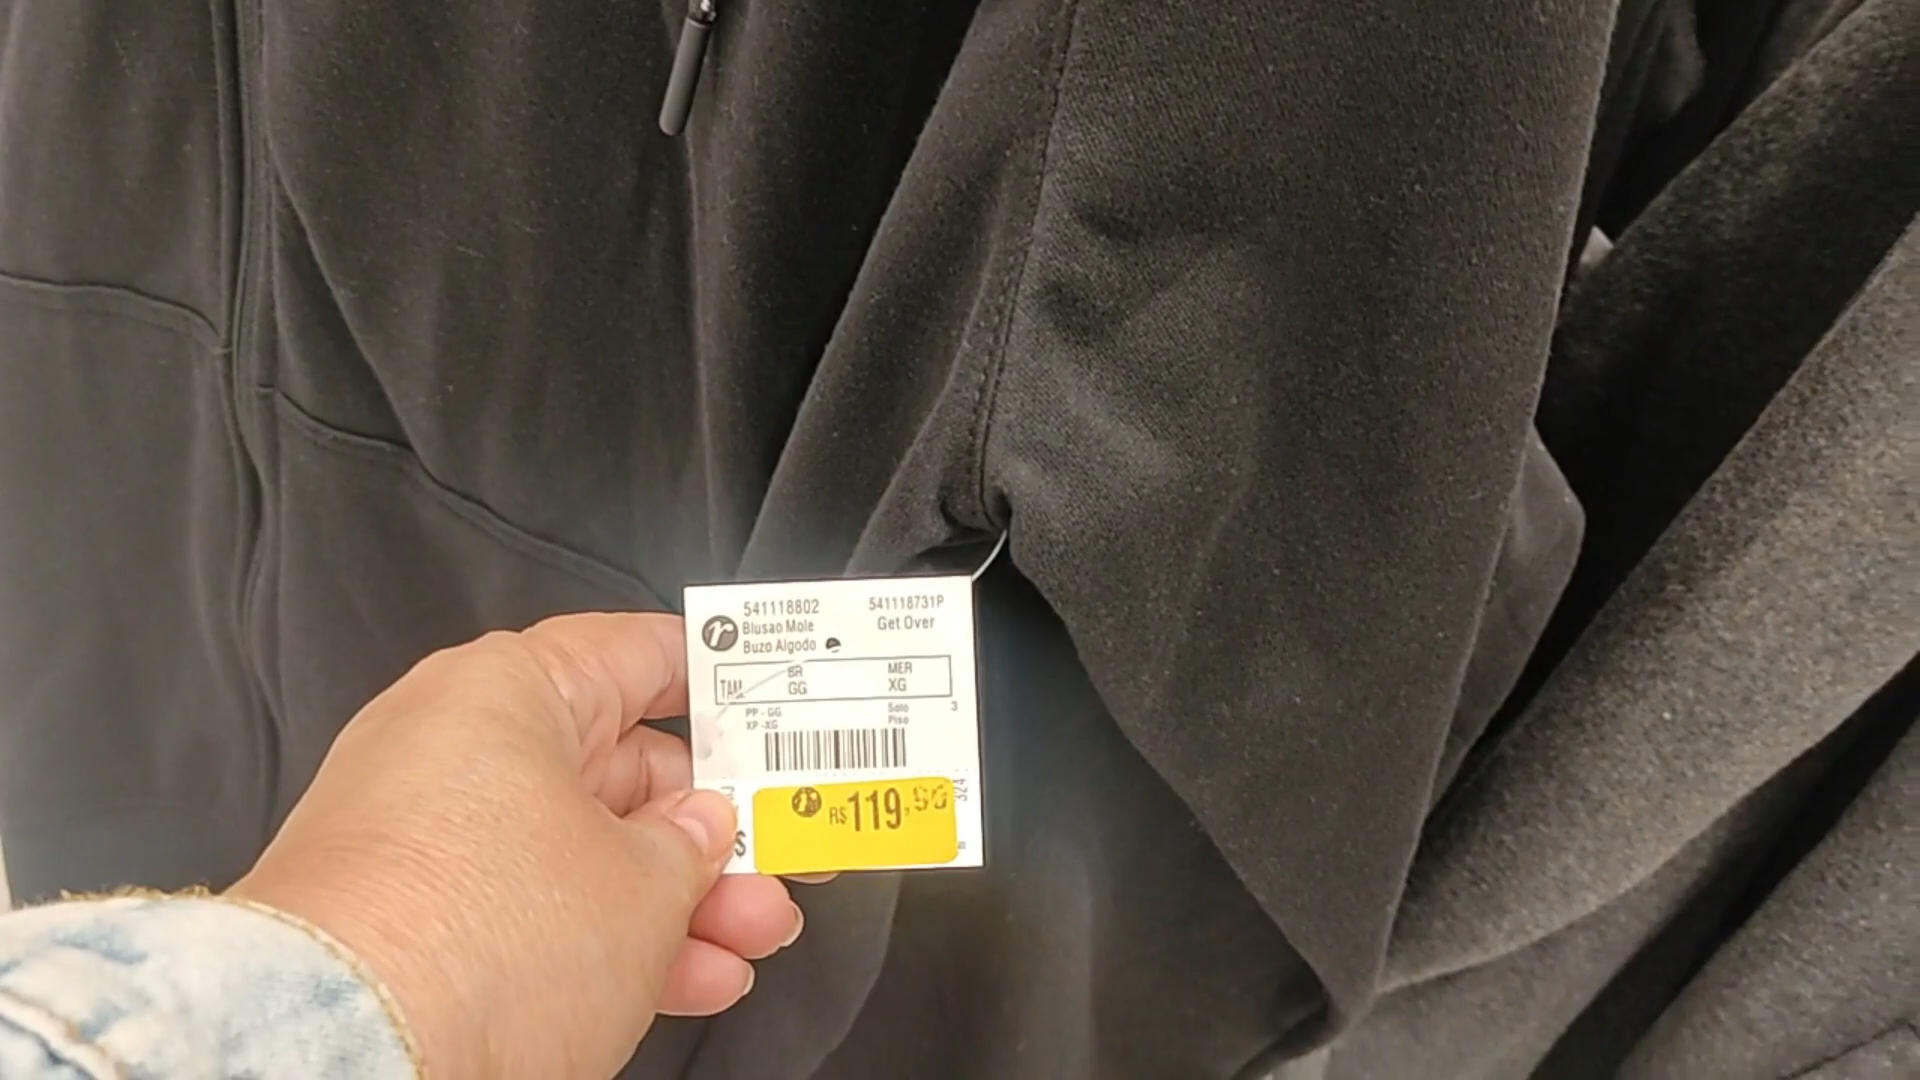 541118802 541118731P
r Blusao Mole Get Over
Buzo Algodo
BR MER
TAM. GG XG
PP - GG Solo 3
XP -XG Piso
R$119,90
324
$